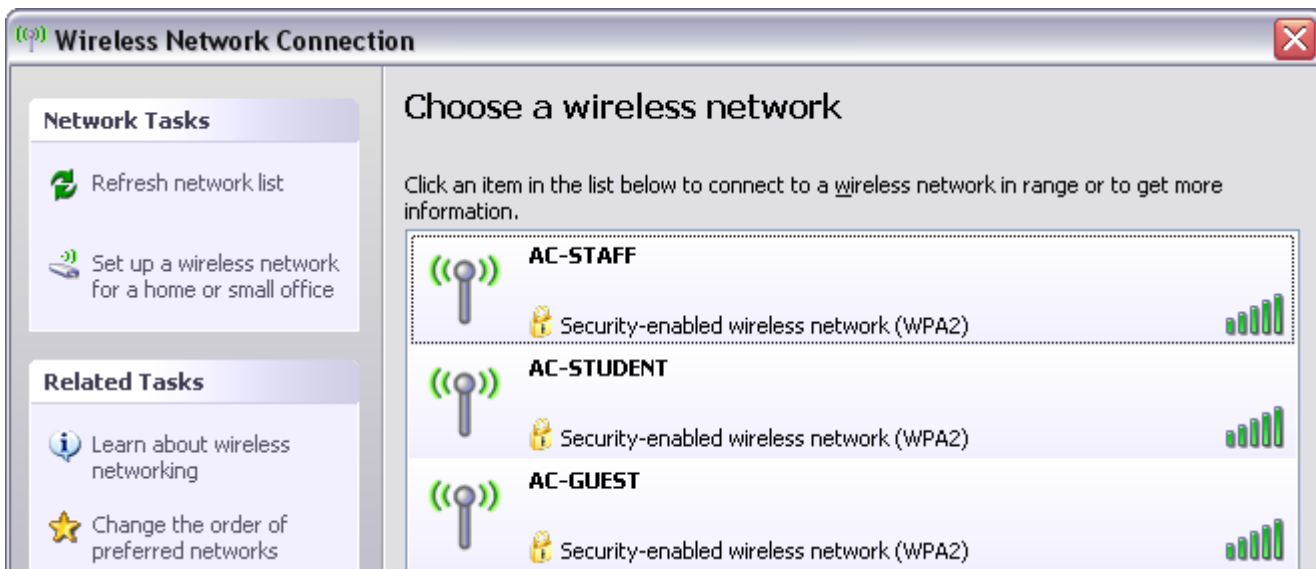 Wireless Network Connection
Network Tasks
Refresh network list
Set up a wireless network
for a home or small office
Related Tasks
Learn about wireless
networking
Change the order of
preferred networks
Choose a wireless network
Click an item in the list below to connect to a wireless network in range or to get more
information.
AC-STAFF
Security-enabled wireless network (WPA2)
AC-STUDENT
Security-enabled wireless network (WPA2)
AC-GUEST
Security-enabled wireless network (WPA2)